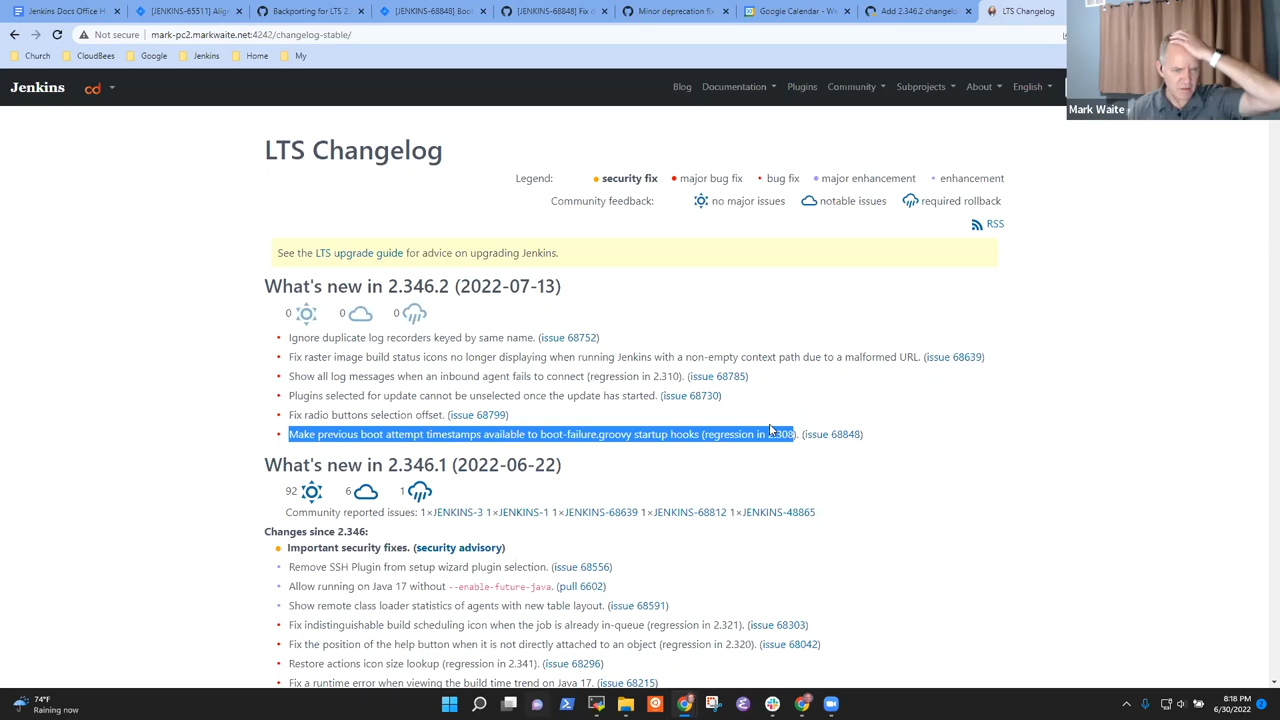 Jenkins Docs Office H
[JENKINS-65511] Align
Backporting for LTS 2.
[JENKINS-68848] Boot
[JENKINS-68848] Fix o
Minor deprecation fix
Google Calendar - We
Add 2.346.2 changelo
LTS Changelog
Not secure | mark-pc2.markwaite.net:4242/changelog-stable/
Church CloudBees Google Jenkins Home My
Jenkins cd Blog Documentation Plugins Community Subprojects About English
Mark Waite
LTS Changelog
Legend: security fix major bug fix bug fix major enhancement enhancement
Community feedback: no major issues notable issues required rollback
RSS
See the LTS upgrade guide for advice on upgrading Jenkins.
What's new in 2.346.2 (2022-07-13)
0 0 0
Ignore duplicate log recorders keyed by same name. (issue 68752)
Fix raster image build status icons no longer displaying when running Jenkins with a non-empty context path due to a malformed URL. (issue 68639)
Show all log messages when an inbound agent fails to connect (regression in 2.310). (issue 68785)
Plugins selected for update cannot be unselected once the update has started. (issue 68730)
Fix radio buttons selection offset. (issue 68799)
Make previous boot attempt timestamps available to boot-failure.groovy startup hooks (regression in 2.308). (issue 68848)
What's new in 2.346.1 (2022-06-22)
92 6 1
Community reported issues: 1×JENKINS-3 1×JENKINS-1 1×JENKINS-68639 1×JENKINS-68812 1×JENKINS-48865
Changes since 2.346:
Important security fixes. (security advisory)
Remove SSH Plugin from setup wizard plugin selection. (issue 68556)
Allow running on Java 17 without --enable-future-java. (pull 6602)
Show remote class loader statistics of agents with new table layout. (issue 68591)
Fix indistinguishable build scheduling icon when the job is already in-queue (regression in 2.321). (issue 68303)
Fix the position of the help button when it is not directly attached to an object (regression in 2.320). (issue 68042)
Restore actions icon size lookup (regression in 2.341). (issue 68296)
Fix a runtime error when viewing the build time trend on Java 17. (issue 68215)
74°F
Raining now
8:18 PM
6/30/2022
2